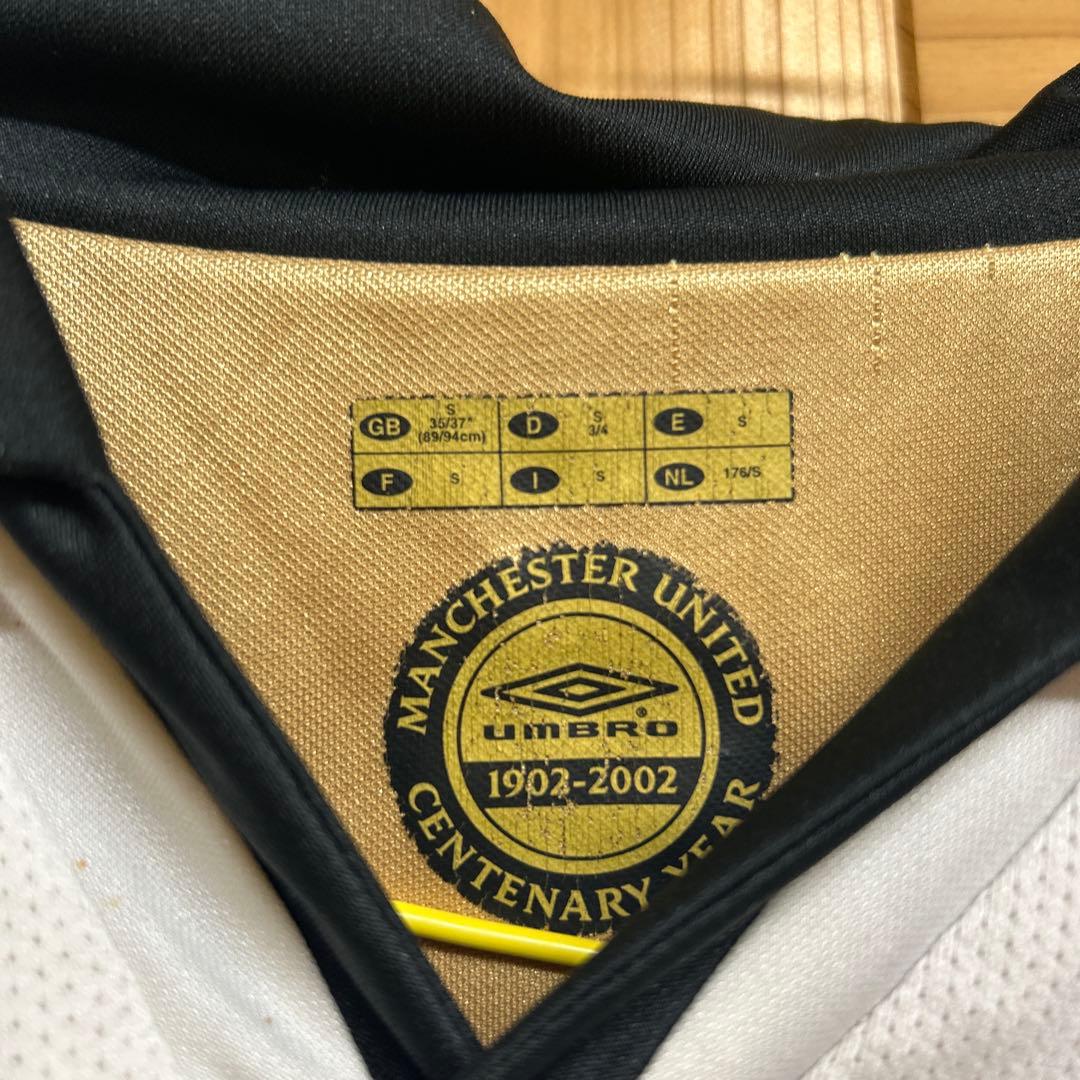 GB S 35/37" (89/94cm) D S 3/4 E S
F S I S NL 176/S
MANCHESTER UNITED
UMBRO®
1902-2002
CENTENARY YEAR